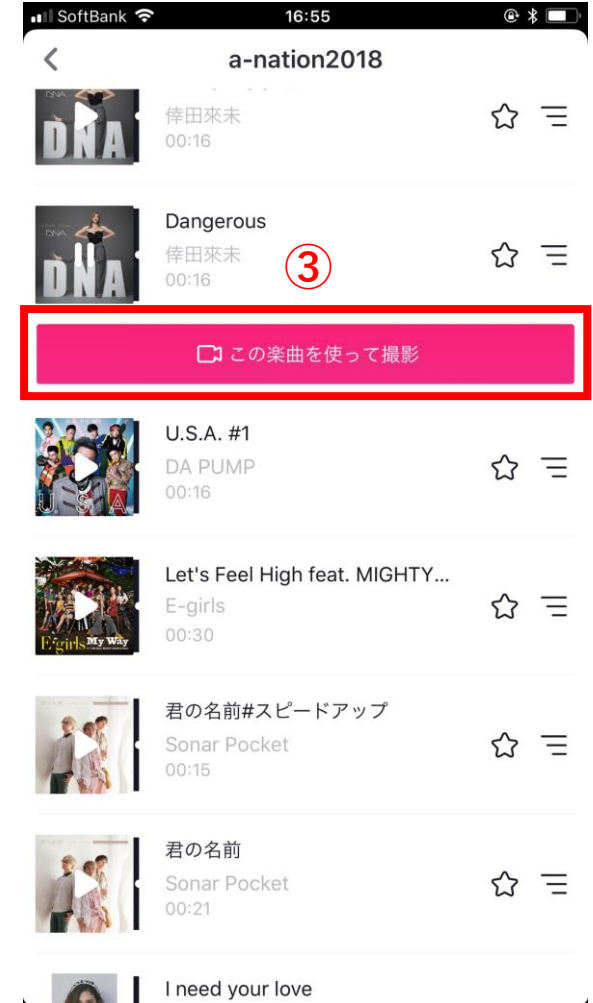 SoftBank 16:55
a-nation2018
DNA
倖田來未
00:16
Dangerous
DNA
倖田來未
00:16
③
この楽曲を使って撮影
U.S.A. #1
U.S.A
DA PUMP
00:16
Let's Feel High feat. MIGHTY...
E-girls My Way
E-girls
00:30
君の名前#スピードアップ
Sonar Pocket
00:15
君の名前
Sonar Pocket
00:21
I need your love